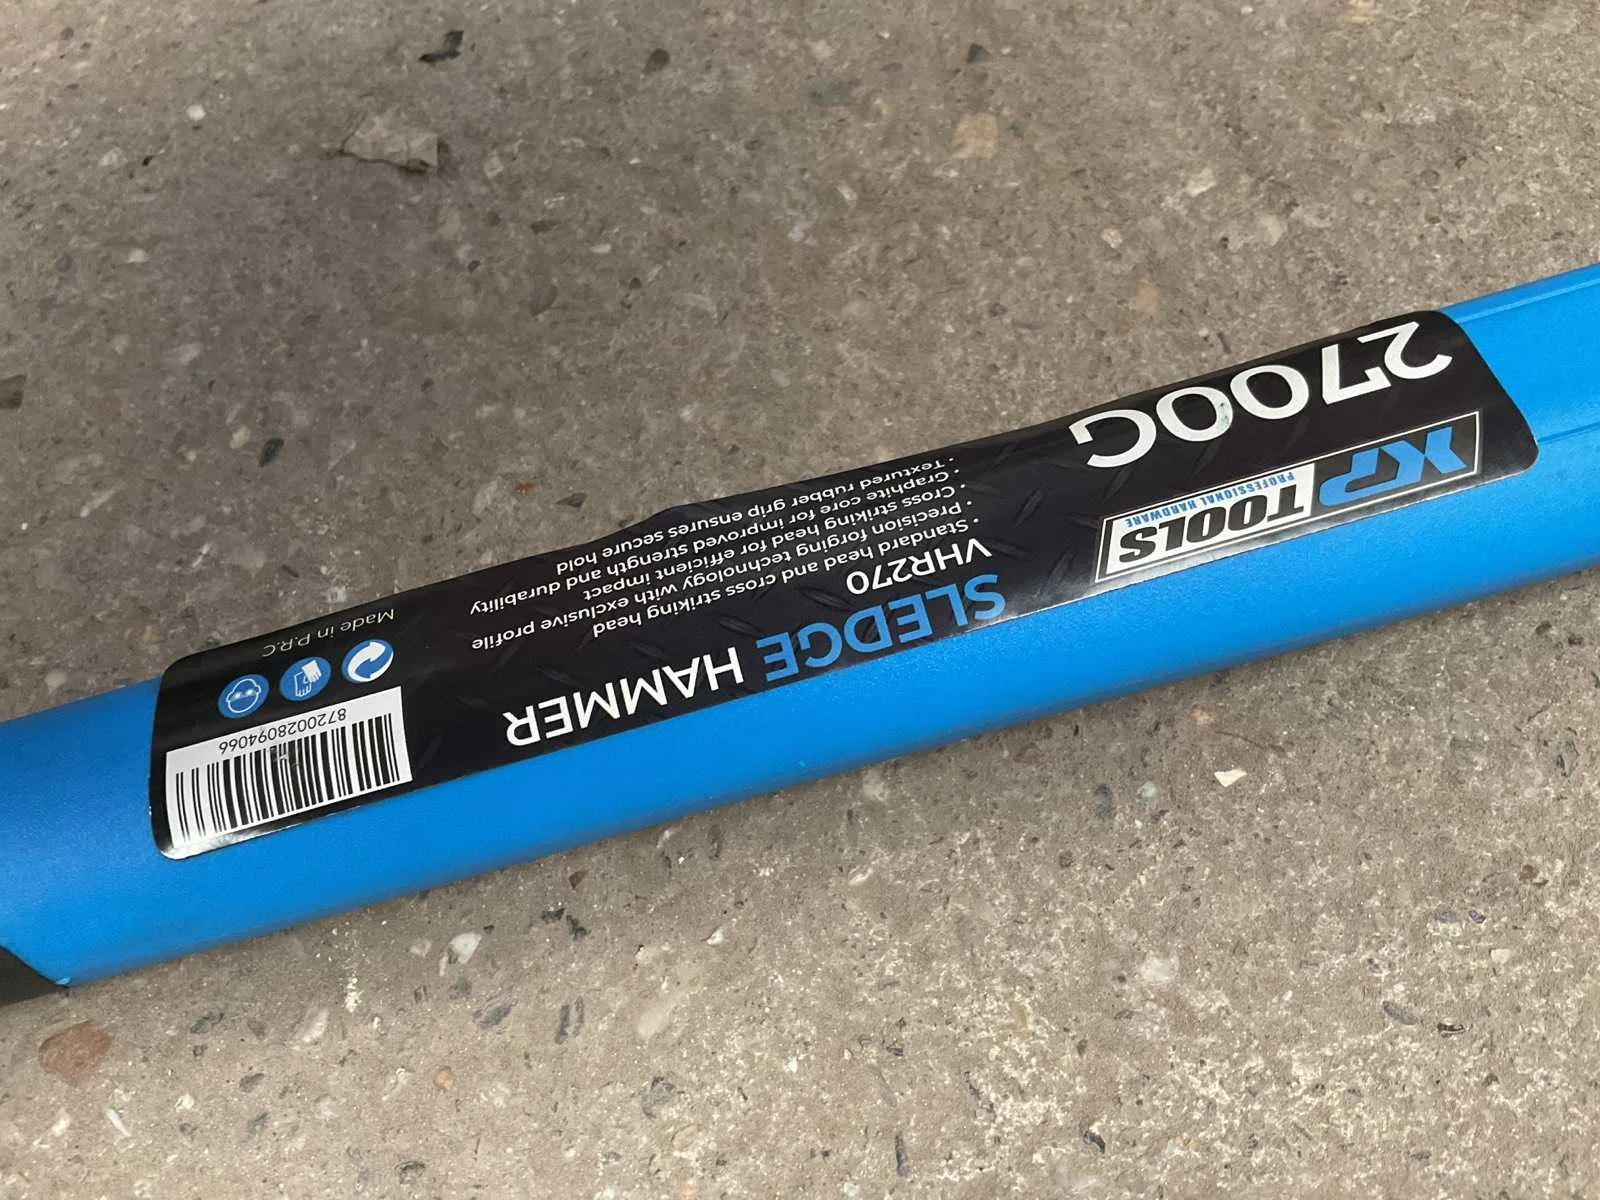 2700G
XP TOOLS
PROFESSIONAL HARDWARE
SLEDGE HAMMER
VHR270
• Standard head and cross striking head
• Precision forging technology with exclusive profile
• Cross striking head for efficient impact
• Graphite core for improved strength and durability
• Textured rubber grip ensures secure hold
Made in P.R.C
8720028094066